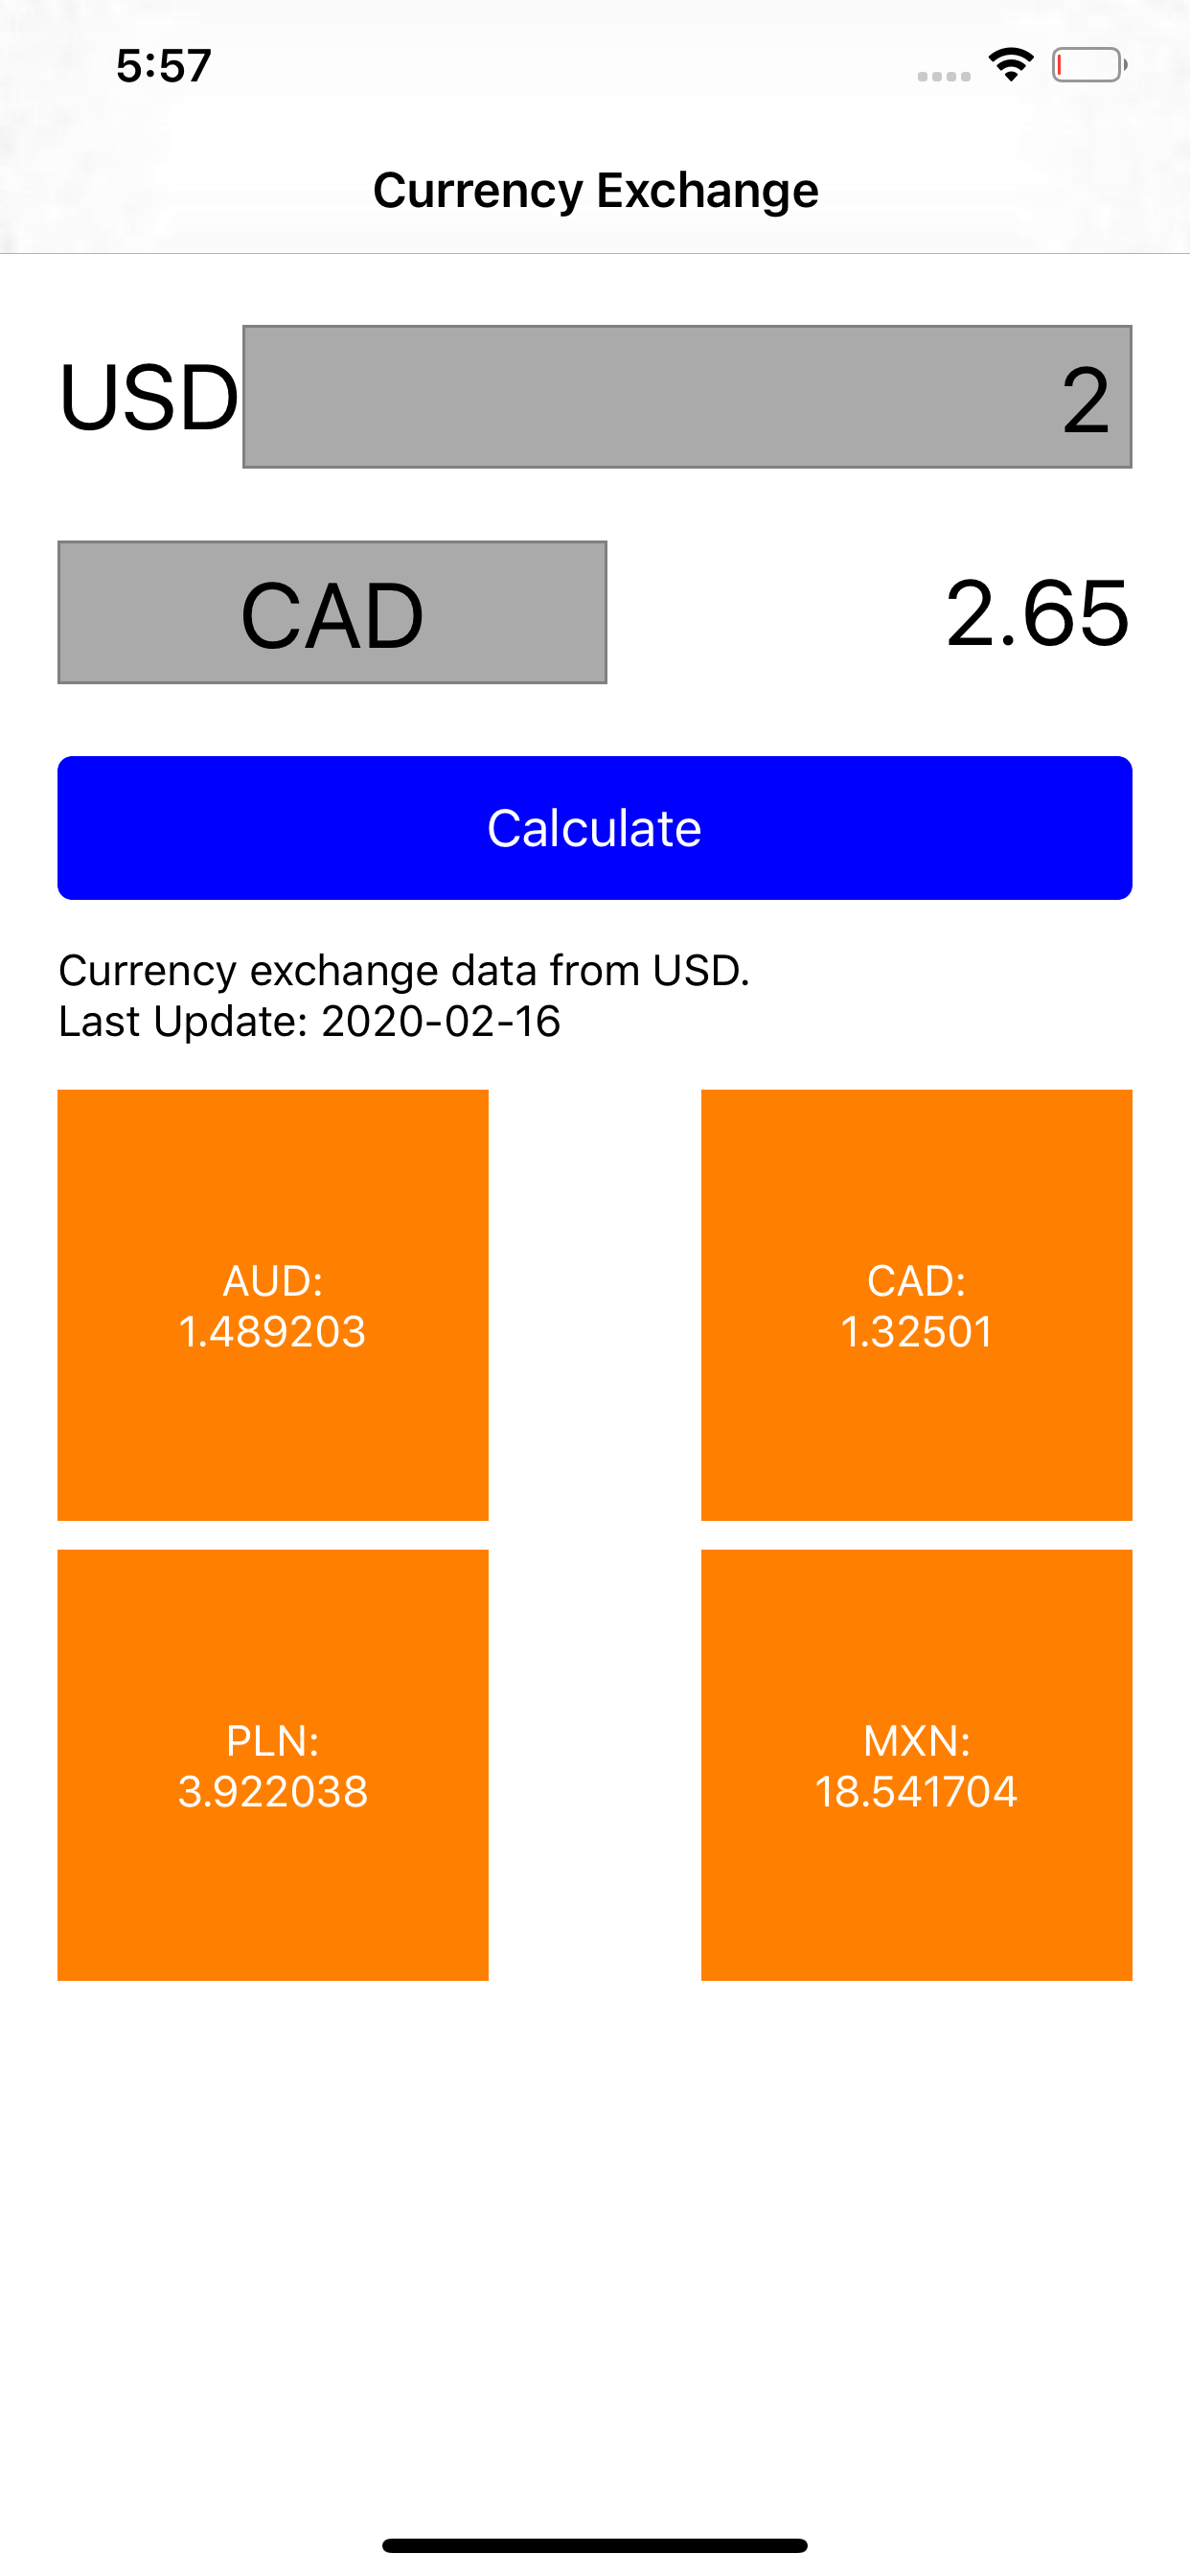 5:57
Currency Exchange
USD 2
CAD 2.65
Calculate
Currency exchange data from USD.
Last Update: 2020-02-16
AUD:
1.489203
CAD:
1.32501
PLN:
3.922038
MXN:
18.541704